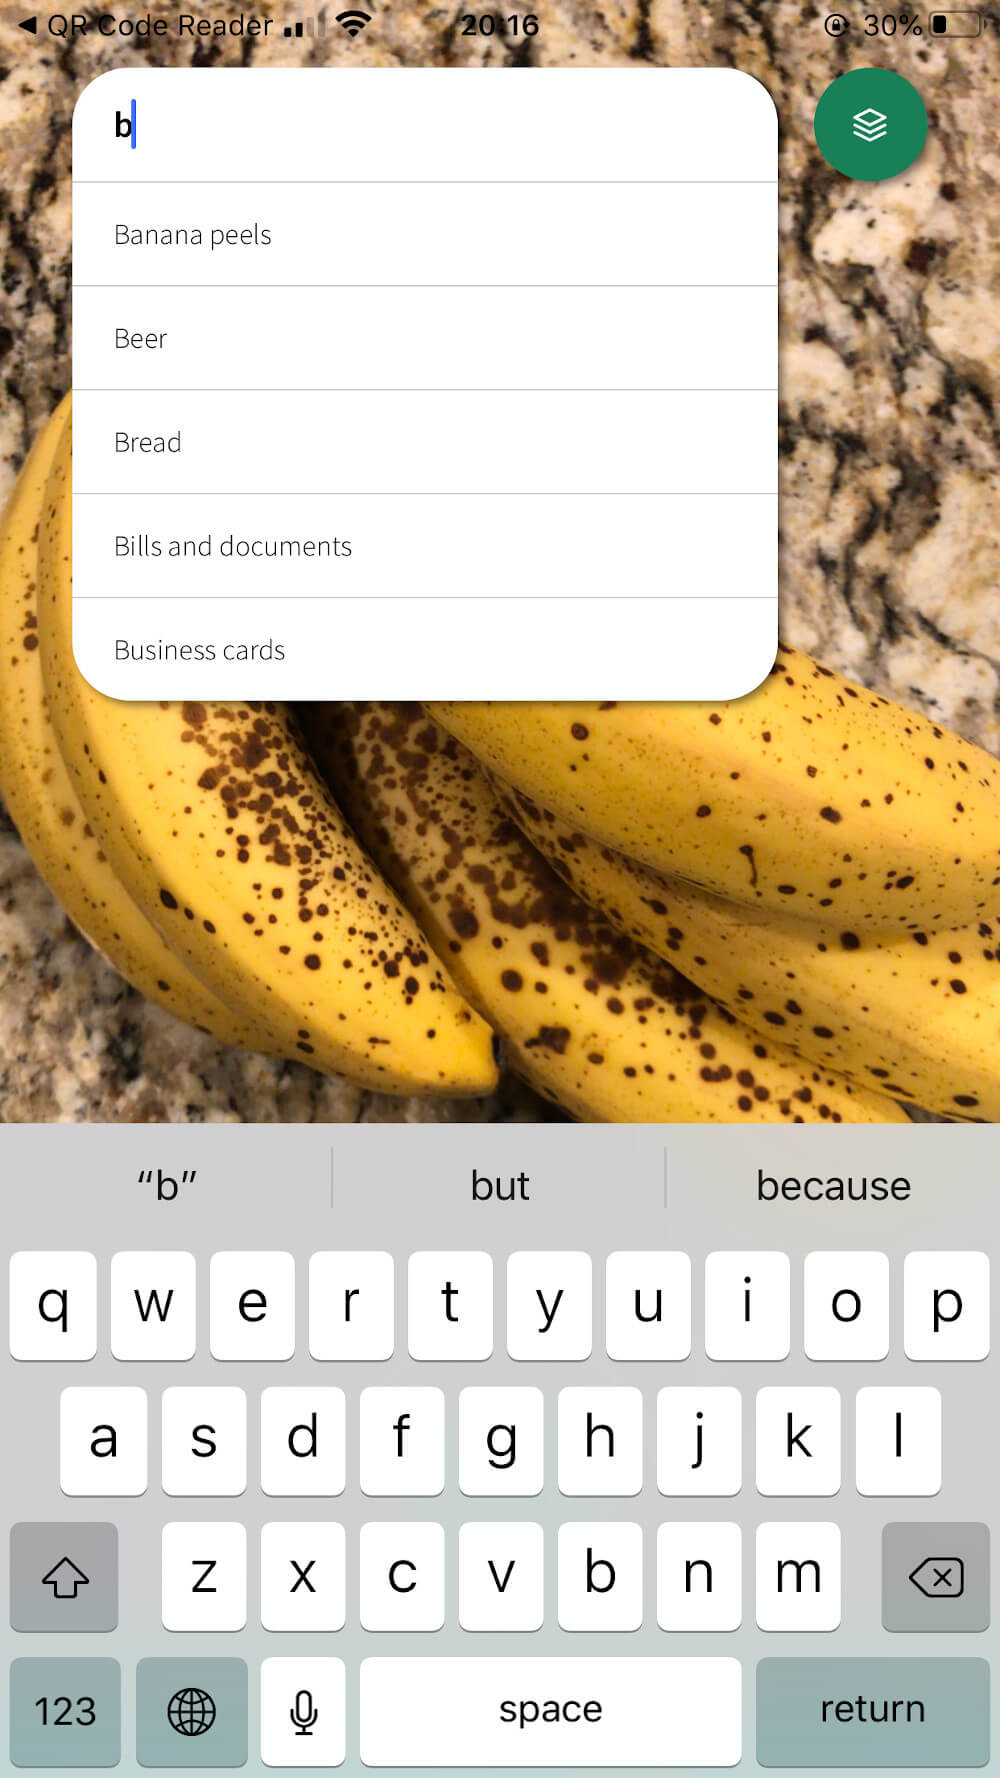 ◀ QR Code Reader 20:16 30%
b
Banana peels
Beer
Bread
Bills and documents
Business cards
“b” but because
q w e r t y u i o p
a s d f g h j k l
z x c v b n m
123 space return